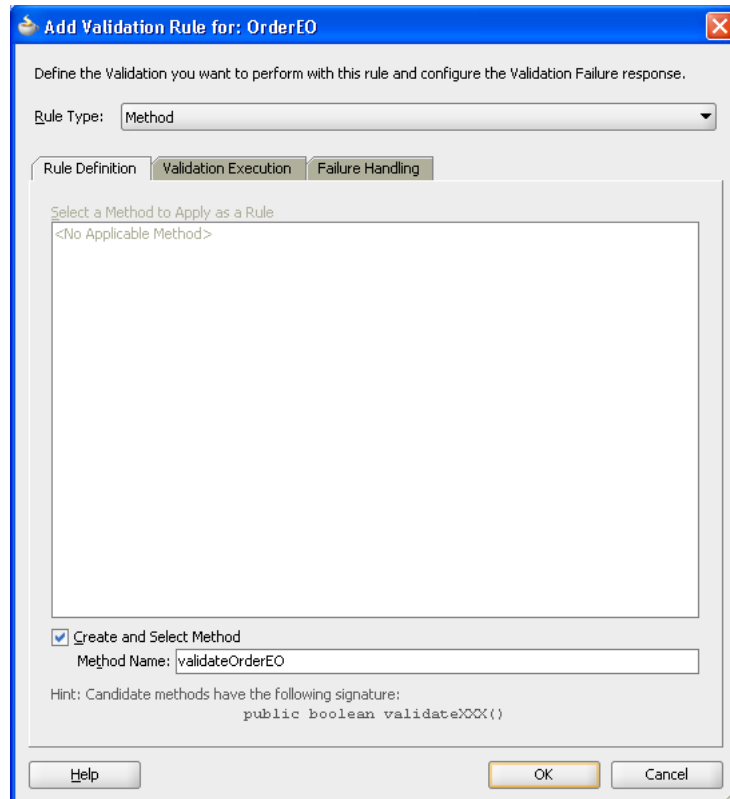 Add Validation Rule for: OrderEO
Define the Validation you want to perform with this rule and configure the Validation Failure response.
Rule Type: Method
Rule Definition Validation Execution Failure Handling
Select a Method to Apply as a Rule
<No Applicable Method>
Create and Select Method
Method Name: validateOrderEO
Hint: Candidate methods have the following signature:
public boolean validateXXX()
Help OK Cancel